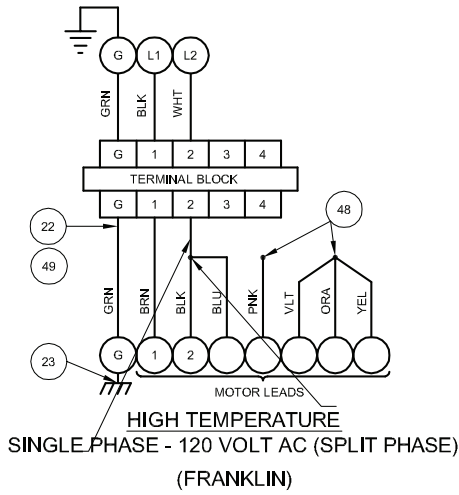 G L1 L2
GRN BLK WHT
G 1 2 3 4
TERMINAL BLOCK
G 1 2 3 4
22
48
49
GRN BRN BLK BLU PNK VLT ORA YEL
23
G 1 2
MOTOR LEADS
HIGH TEMPERATURE
SINGLE PHASE - 120 VOLT AC (SPLIT PHASE)
(FRANKLIN)